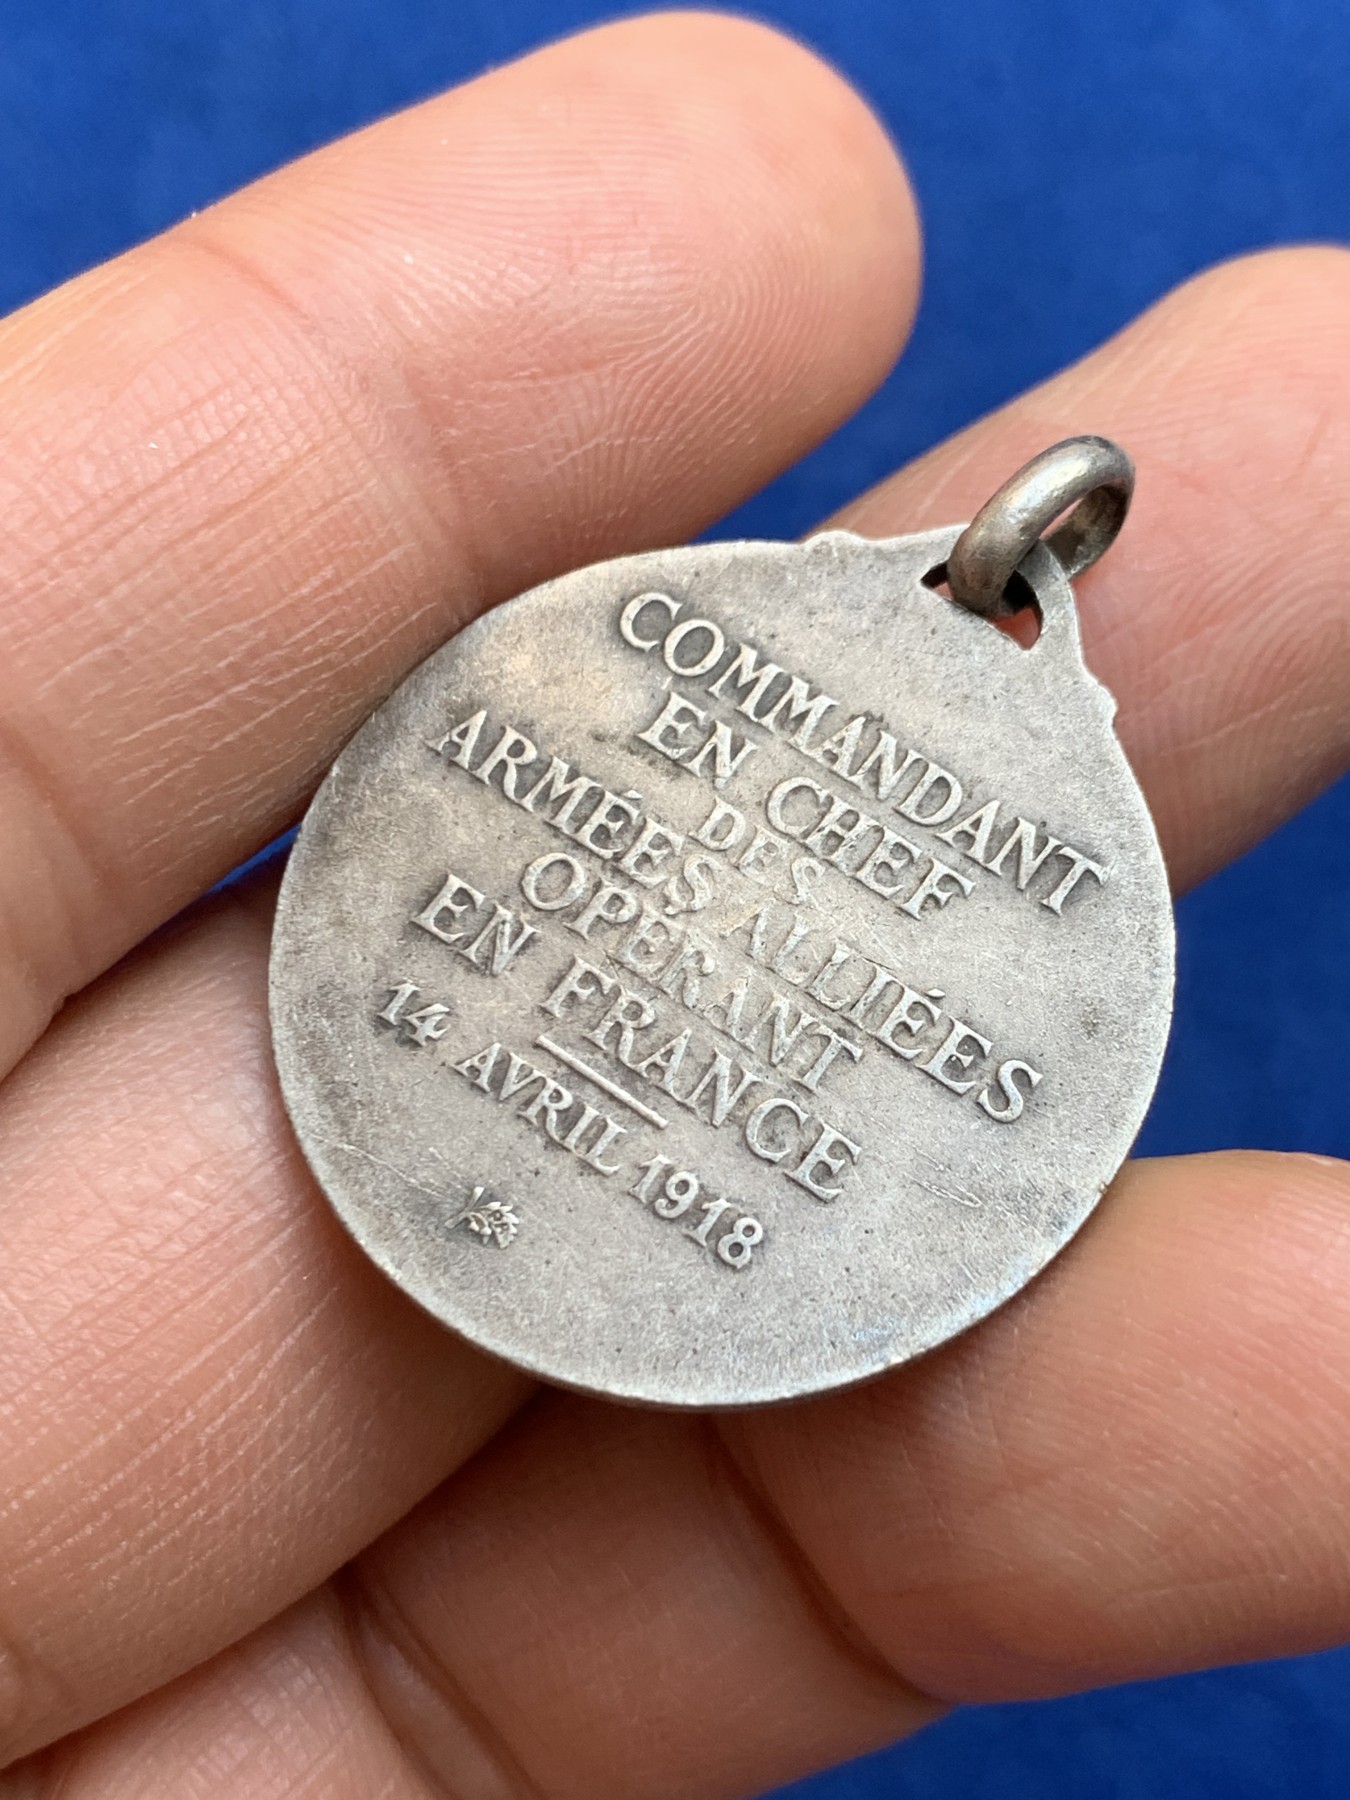 COMMANDANT
EN CHEF
DES
ARMÉES ALLIÉES
OPÉRANT
EN FRANCE
14 AVRIL 1918